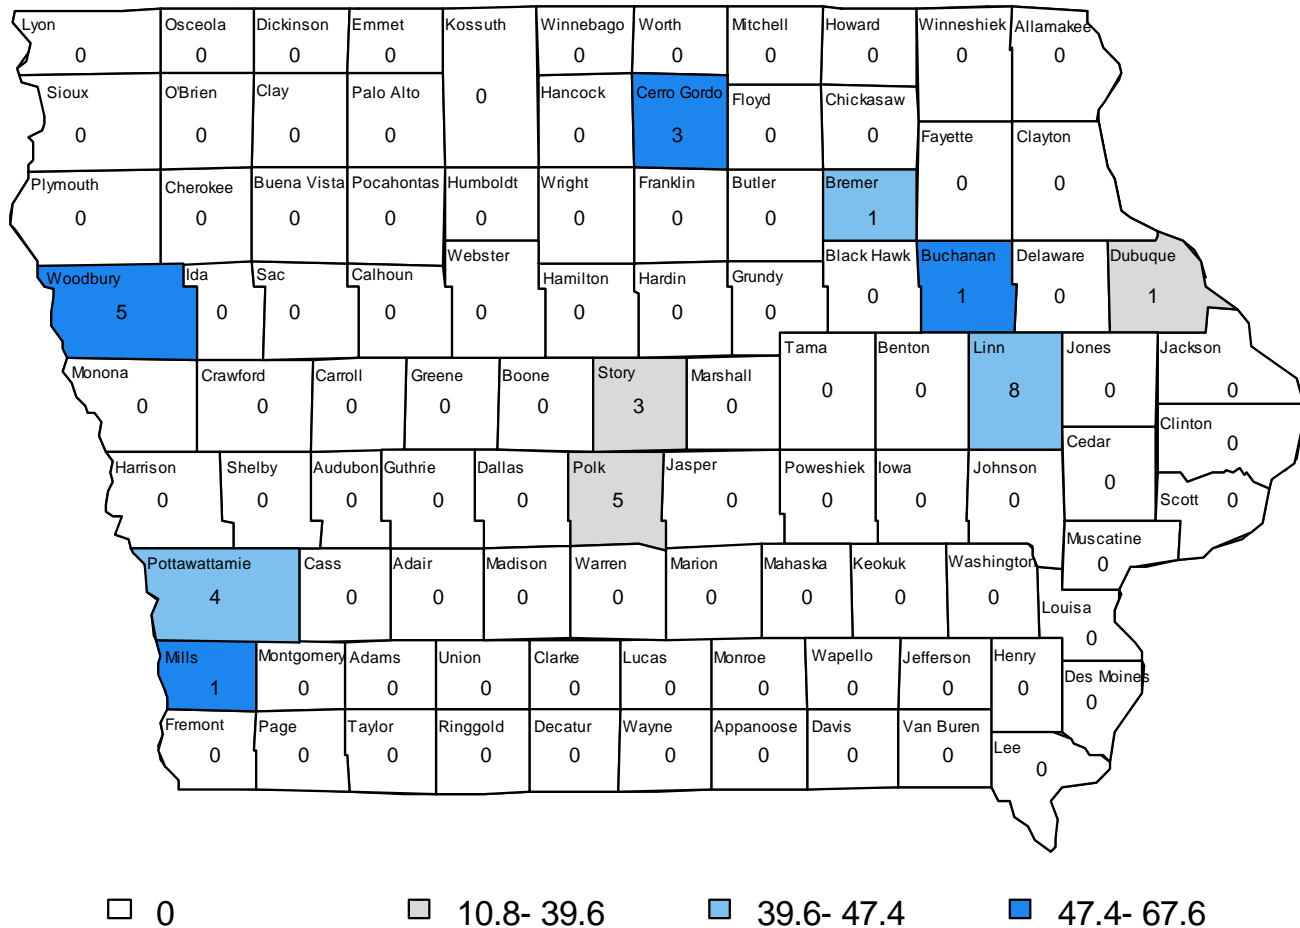 Lyon Osceola Dickinson Emmet Kossuth Winnebago Worth Mitchell Howard Winneshiek Allamakee
0 0 0 0 0 0 0 0 0 0
Sioux O'Brien Clay Palo Alto 0 Hancock Cerro Gordo Floyd Chickasaw
0 0 0 0 0 3 0 0
Fayette Clayton
0 0
Plymouth Cherokee Buena Vista Pocahontas Humboldt Wright Franklin Butler Bremer
0 0 0 0 0 0 0 0 1
Woodbury Ida Sac Calhoun Webster Hamilton Hardin Grundy Black Hawk Buchanan Delaware Dubuque
5 0 0 0 0 0 0 0 0 1 0 1
Monona Crawford Carroll Greene Boone Story Marshall Tama Benton Linn Jones Jackson
0 0 0 0 0 3 0 0 0 8 0 0
Clinton
0
Cedar
0
Harrison Shelby Audubon Guthrie Dallas Polk Jasper Poweshiek Iowa Johnson Scott
0 0 0 0 0 5 0 0 0 0 0
Muscatine
0
Pottawattamie Cass Adair Madison Warren Marion Mahaska Keokuk Washington
4 0 0 0 0 0 0 0 0
Louisa
0
Mills Montgomery Adams Union Clarke Lucas Monroe Wapello Jefferson Henry Des Moines
1 0 0 0 0 0 0 0 0 0 0
Fremont Page Taylor Ringgold Decatur Wayne Appanoose Davis Van Buren Lee
0 0 0 0 0 0 0 0 0 0
0 10.8- 39.6 39.6- 47.4 47.4- 67.6